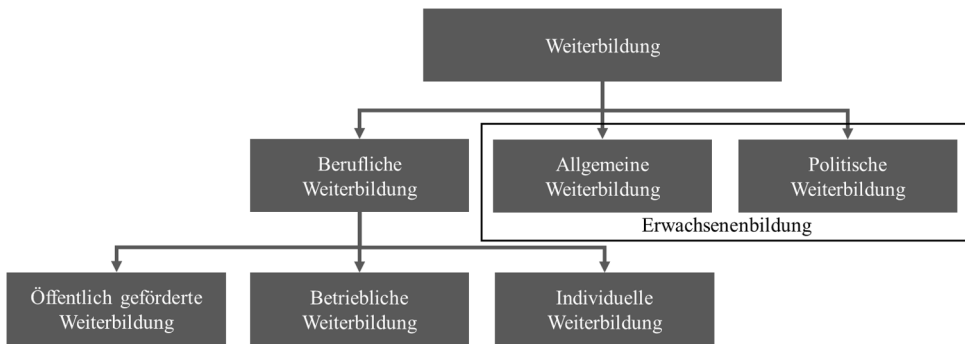 Weiterbildung
Berufliche
Weiterbildung
Allgemeine
Weiterbildung
Politische
Weiterbildung
Erwachsenenbildung
Öffentlich geförderte
Weiterbildung
Betriebliche
Weiterbildung
Individuelle
Weiterbildung